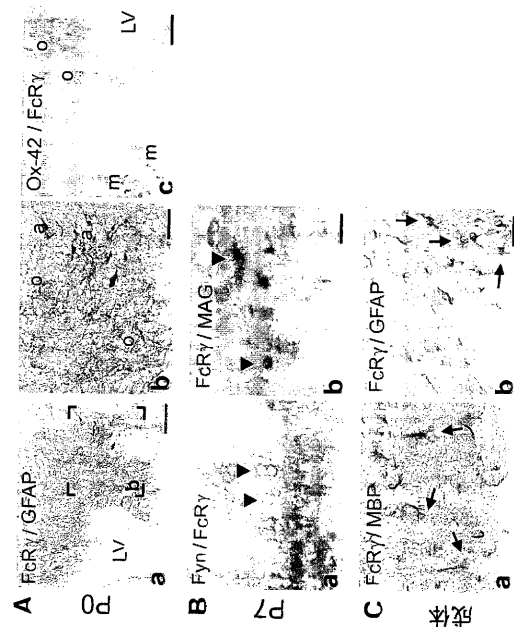 A
P0
FcRγ/GFAP
LV
b
a
a
a
o
o
b
Ox-42/FcRγ
o
o
LV
m
m
c
B
P7
Fyn/FcRγ
a
FcRγ/MAG
b
C
成体
FcRγ/MBP
a
FcRγ/GFAP
b